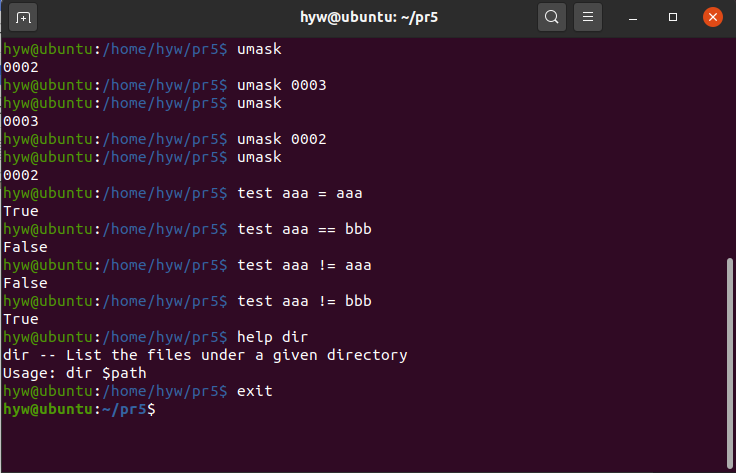 hyw@ubuntu: ~/pr5
hyw@ubuntu:/home/hyw/pr5$ umask
0002
hyw@ubuntu:/home/hyw/pr5$ umask 0003
hyw@ubuntu:/home/hyw/pr5$ umask
0003
hyw@ubuntu:/home/hyw/pr5$ umask 0002
hyw@ubuntu:/home/hyw/pr5$ umask
0002
hyw@ubuntu:/home/hyw/pr5$ test aaa = aaa
True
hyw@ubuntu:/home/hyw/pr5$ test aaa == bbb
False
hyw@ubuntu:/home/hyw/pr5$ test aaa != aaa
False
hyw@ubuntu:/home/hyw/pr5$ test aaa != bbb
True
hyw@ubuntu:/home/hyw/pr5$ help dir
dir -- List the files under a given directory
Usage: dir $path
hyw@ubuntu:/home/hyw/pr5$ exit
hyw@ubuntu:~/pr5$